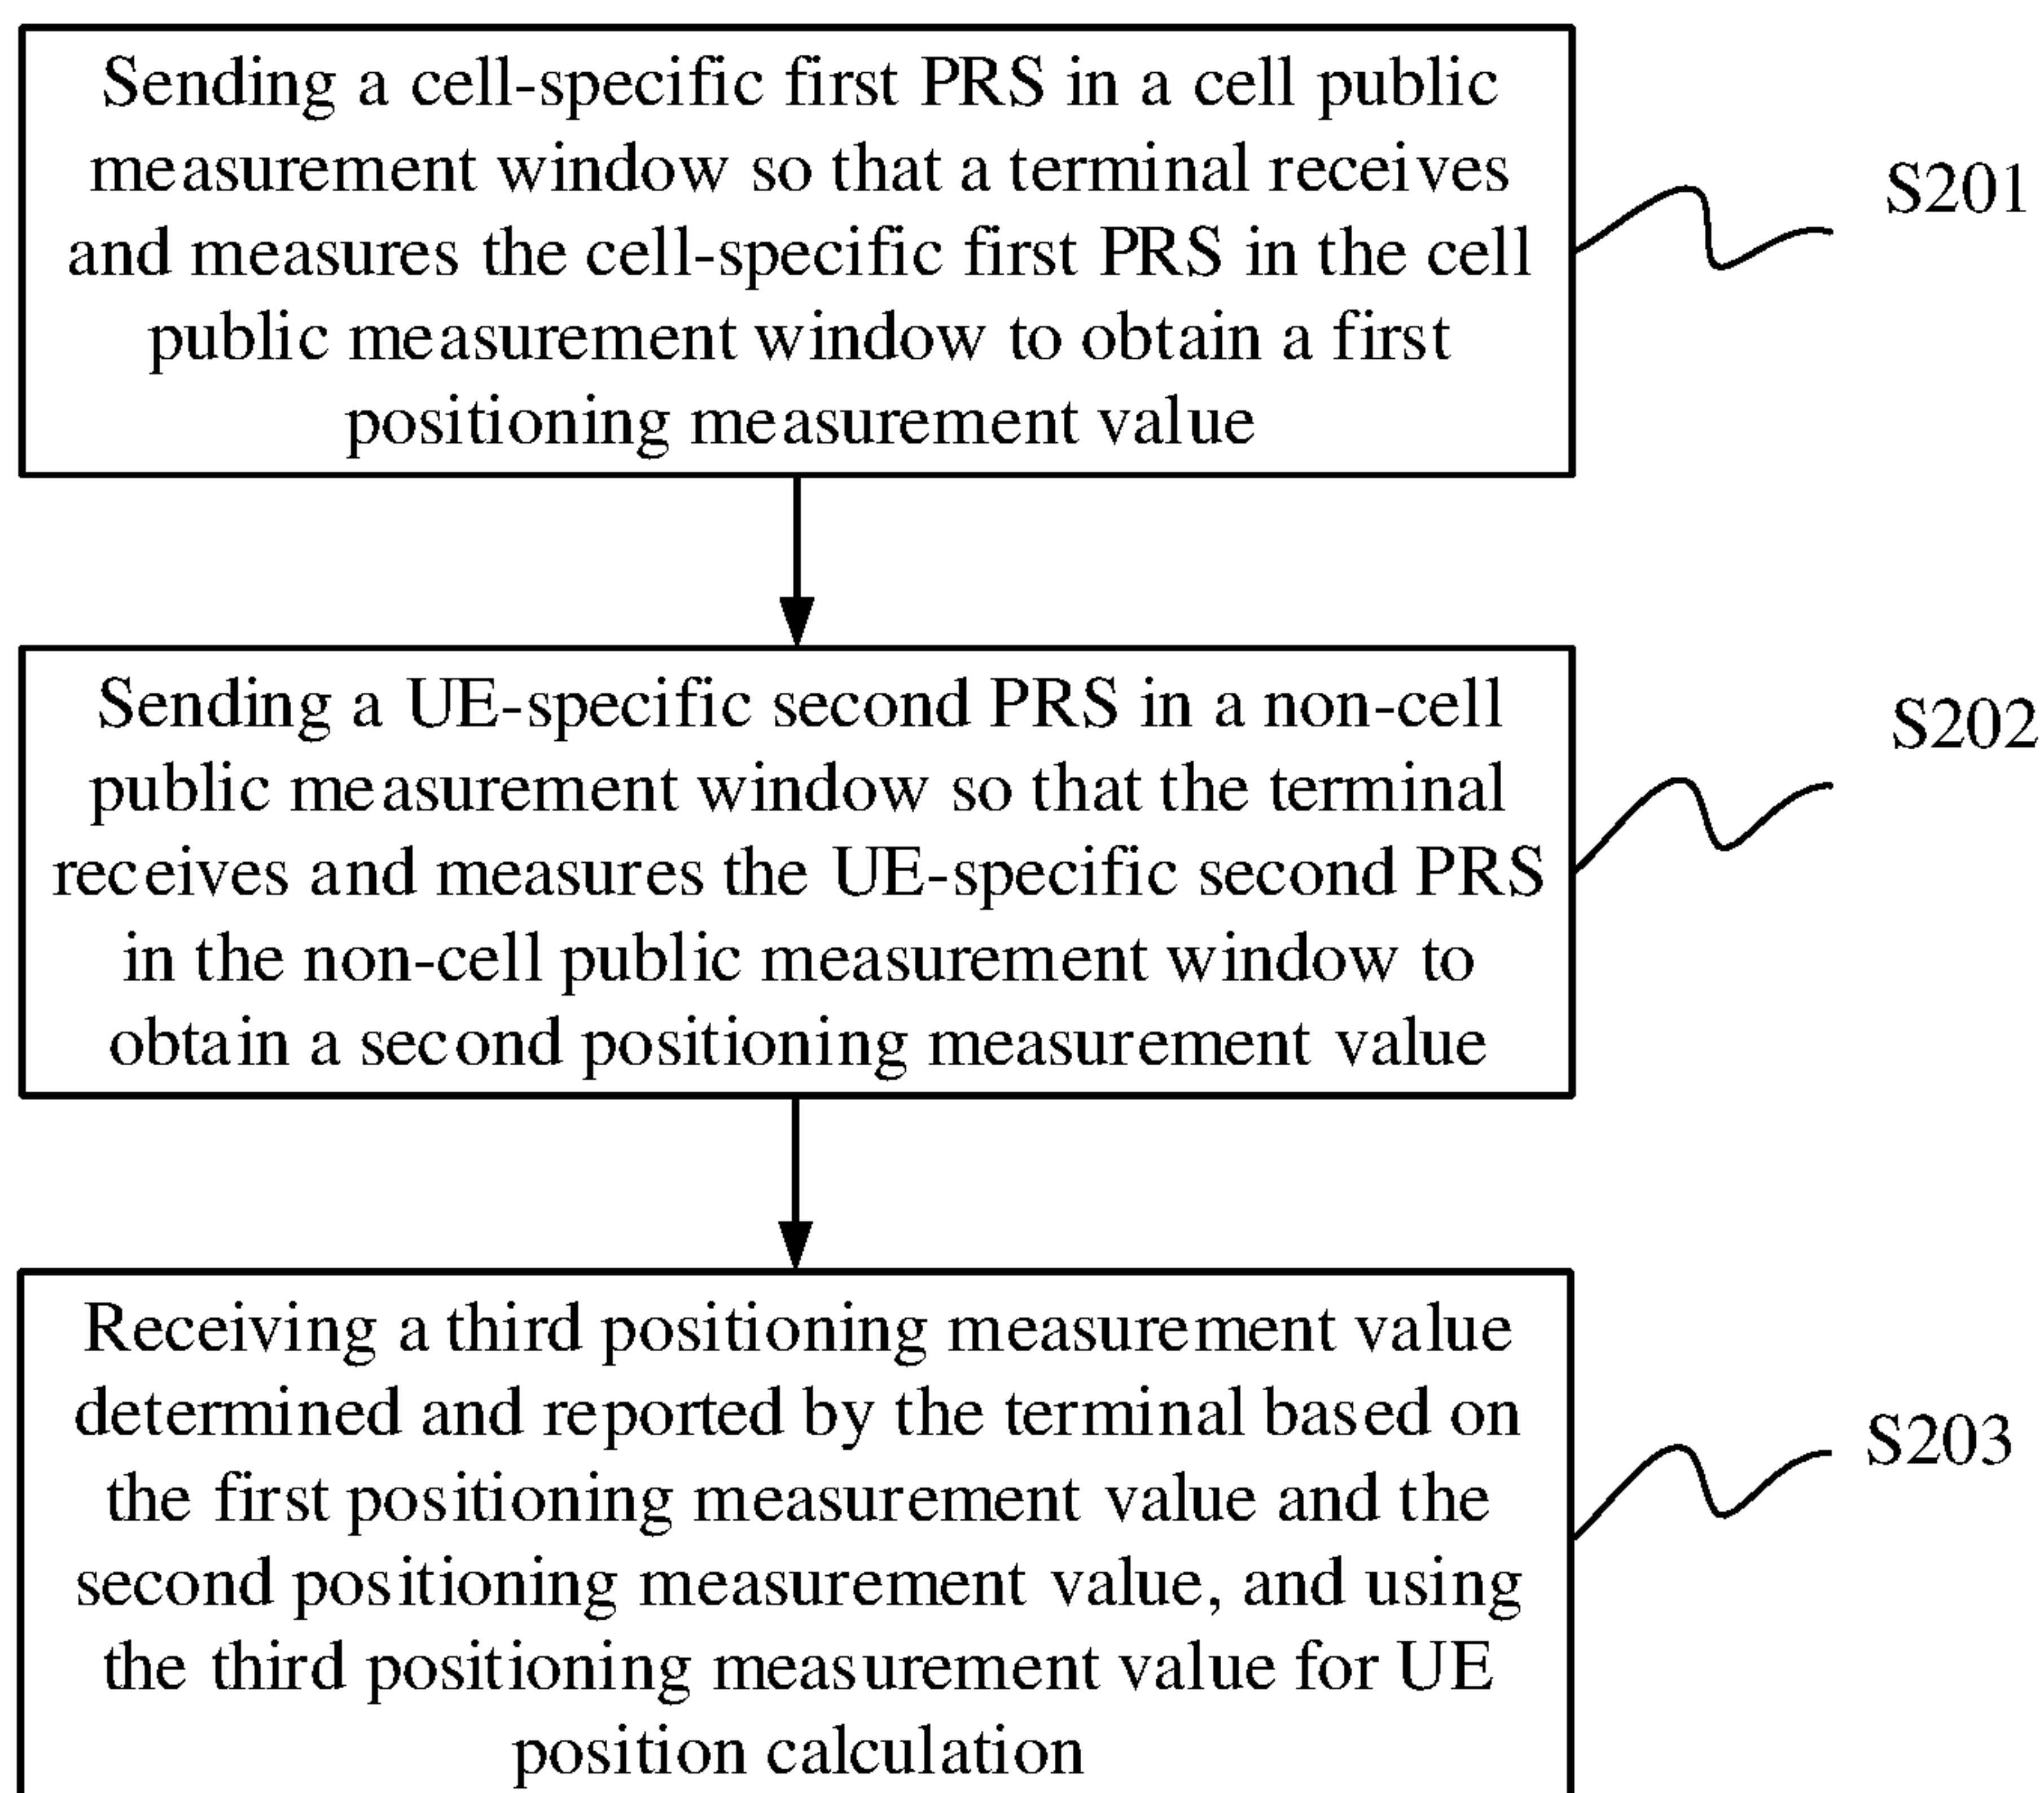 Sending a cell-specific first PRS in a cell public
measurement window so that a terminal receives
and measures the cell-specific first PRS in the cell
public measurement window to obtain a first
positioning measurement value
S201
Sending a UE-specific second PRS in a non-cell
public measurement window so that the terminal
receives and measures the UE-specific second PRS
in the non-cell public measurement window to
obtain a second positioning measurement value
S202
Receiving a third positioning measurement value
determined and reported by the terminal based on
the first positioning measurement value and the
second positioning measurement value, and using
the third positioning measurement value for UE
position calculation
S203